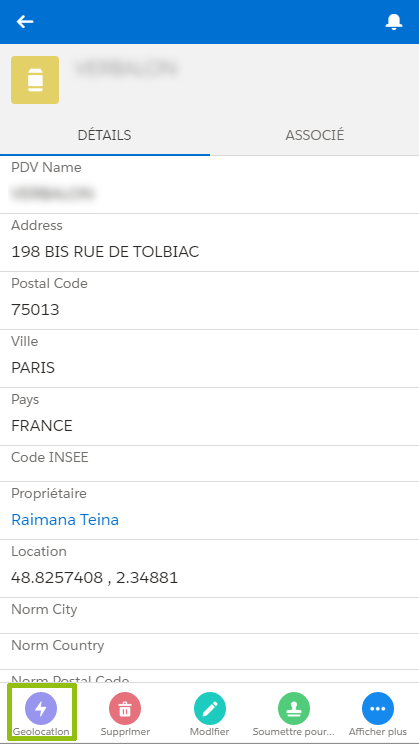 DÉTAILS
ASSOCIÉ
PDV Name
Address
198 BIS RUE DE TOLBIAC
Postal Code
75013
Ville
PARIS
Pays
FRANCE
Code INSEE
Propriétaire
Raimana Teina
Location
48.8257408 , 2.34881
Norm City
Norm Country
Norm Postal Code
Geolocation
Supprimer
Modifier
Soumettre pour...
Afficher plus